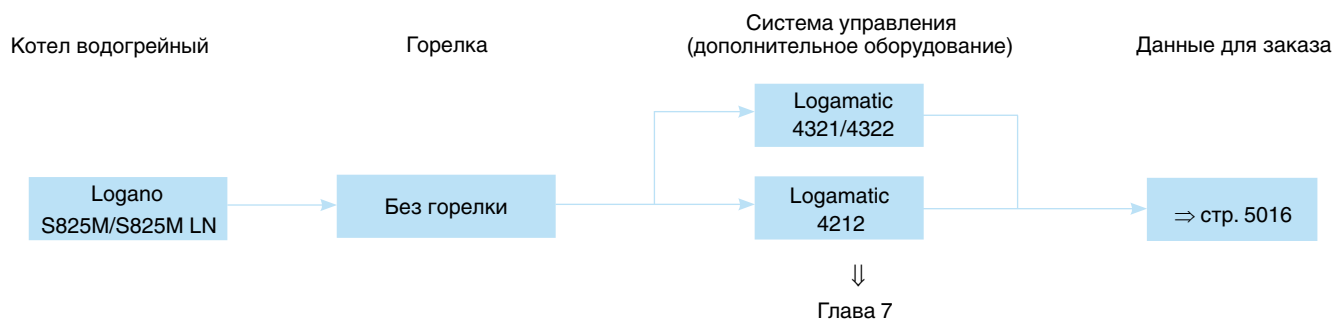 Котел водогрейный
Горелка
Система управления
(дополнительное оборудование)
Данные для заказа
Logano
S825M/S825M LN
Без горелки
Logamatic
4321/4322
Logamatic
4212
⇒ стр. 5016
⇓
Глава 7